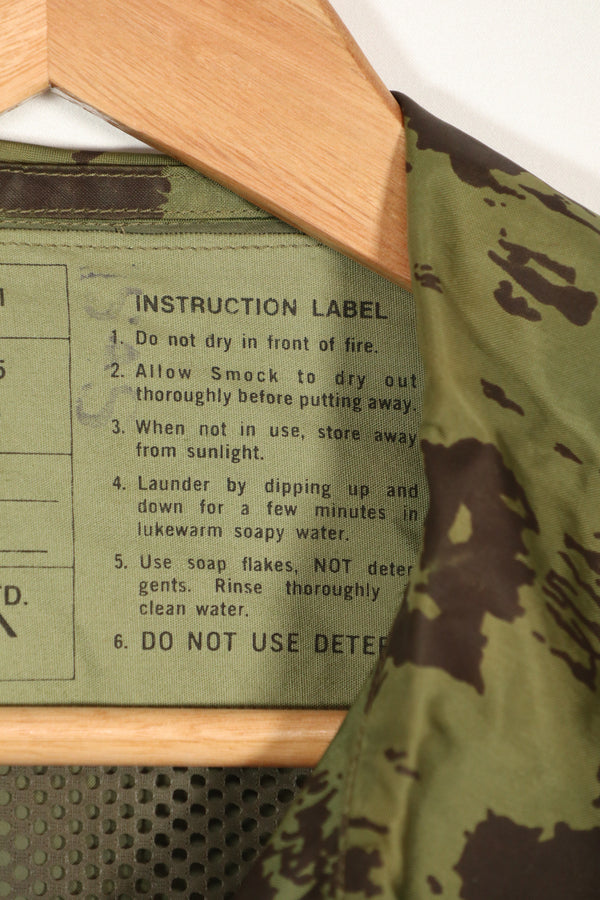 INSTRUCTION LABEL
1. Do not dry in front of fire.
2. Allow Smock to dry out
thoroughly before putting away.
3. When not in use, store away
from sunlight.
4. Launder by dipping up and
down for a few minutes in
lukewarm soapy water.
5. Use soap flakes, NOT deter
gents. Rinse thoroughly
clean water.
6. DO NOT USE DETE
5
TD.